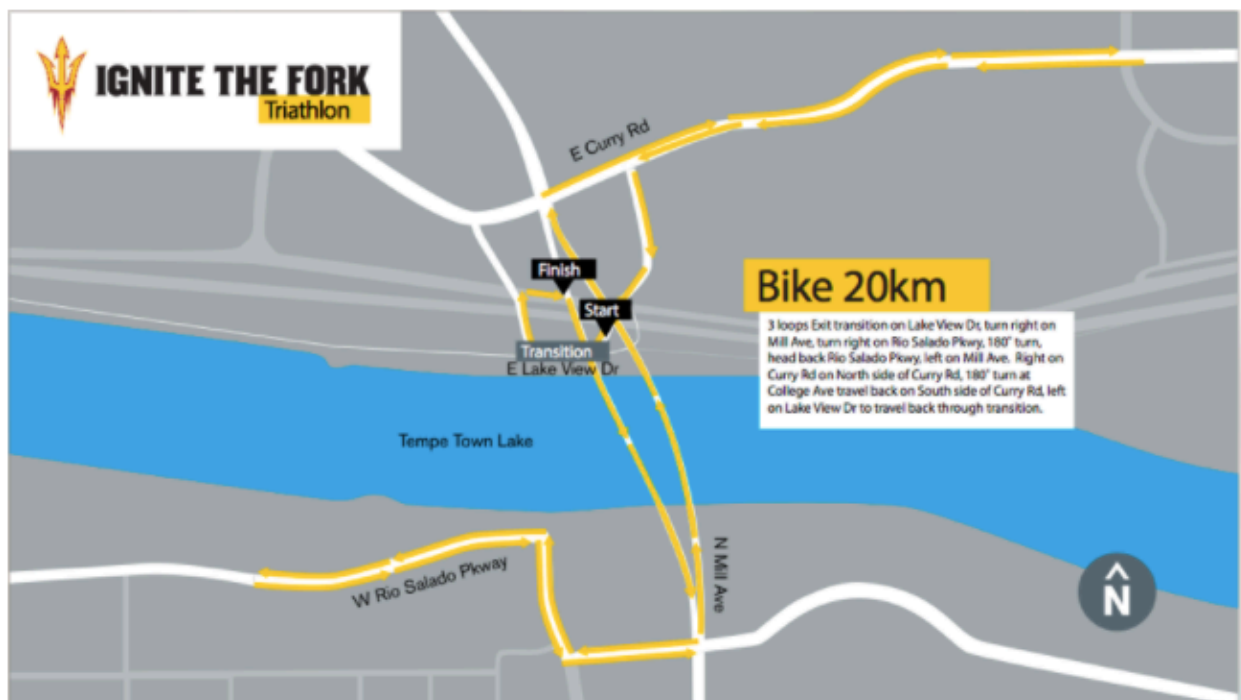 IGNITE THE FORK
Triathlon
E Curry Rd
Finish
Start
Transition
E Lake View Dr
Bike 20km
3 loops Exit transition on Lake View Dr, turn right on
Mill Ave, turn right on Rio Salado Pkwy, 180° turn,
head back Rio Salado Pkwy, left on Mill Ave. Right on
Curry Rd on North side of Curry Rd, 180° turn at
College Ave travel back on South side of Curry Rd, left
on Lake View Dr to travel back through transition.
Tempe Town Lake
W Rio Salado Pkway
N Mill Ave
N